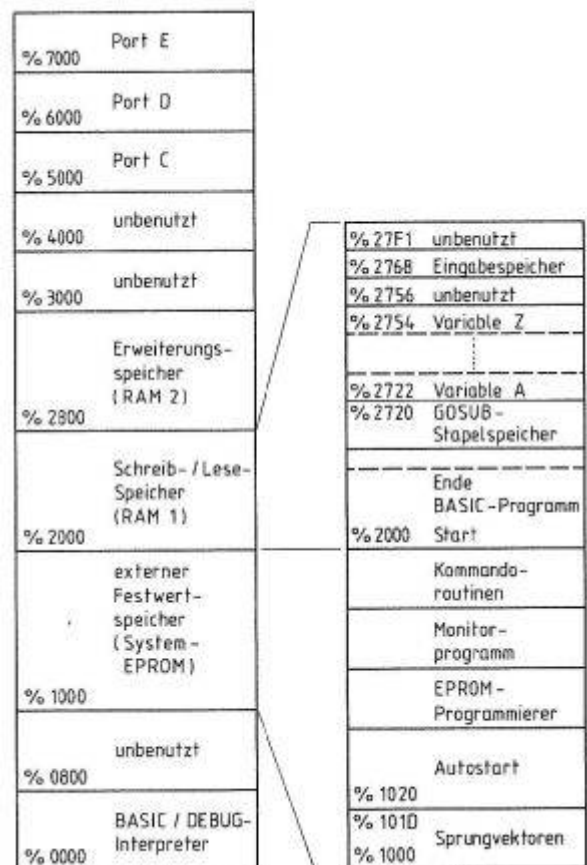 Port E
% 7000
Port D
% 6000
Port C
% 5000
unbenutzt
% 4000
unbenutzt
% 3000
Erweiterungs-
speicher
(RAM 2)
% 2800
Schreib-/Lese-
Speicher
(RAM 1)
% 2000
externer
Festwert-
speicher
(System-
EPROM)
% 1000
unbenutzt
% 0800
BASIC / DEBUG-
Interpreter
% 0000
% 27F1 unbenutzt
% 276B Eingabespeicher
% 2756 unbenutzt
% 2754 Variable Z
% 2722 Variable A
% 2720 GOSUB-
Stapelspeicher
Ende
BASIC-Programm
% 2000 Start
Kommando-
routinen
Monitor-
programm
EPROM-
Programmierer
Autostart
% 1020
% 101D
Sprungvektoren
% 1000